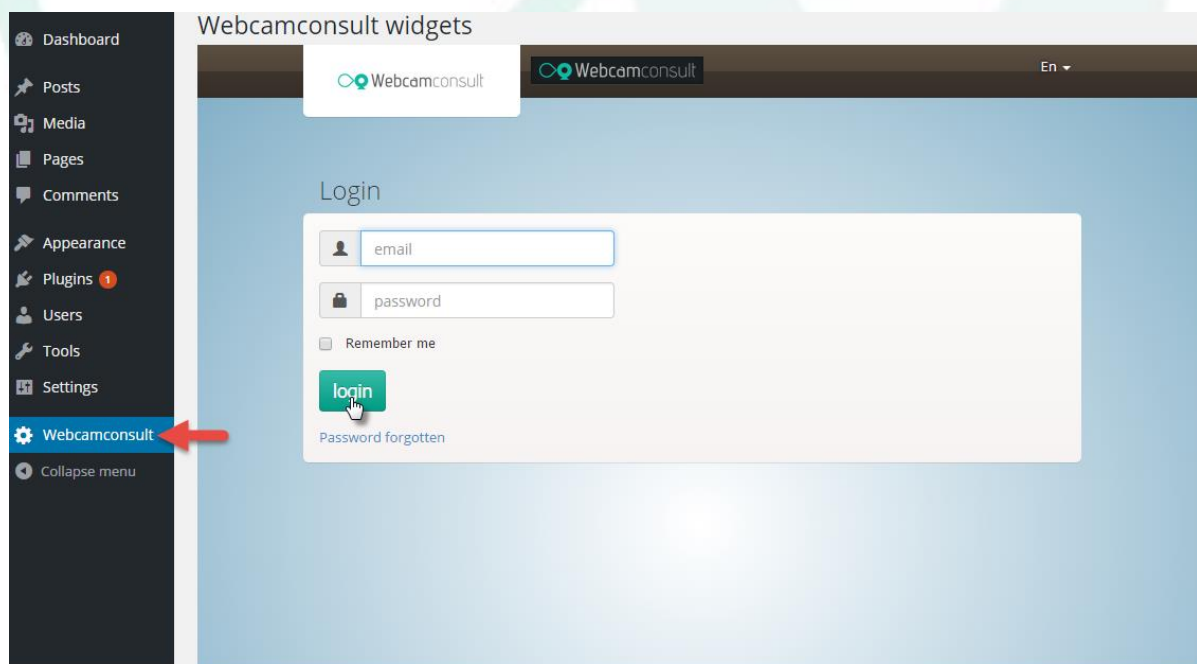 Webcamconsult widgets
Dashboard
Posts
Media
Pages
Comments
Appearance
Plugins 1
Users
Tools
Settings
Webcamconsult
Collapse menu
Webcamconsult
Webcamconsult
En
Login
email
password
Remember me
login
Password forgotten